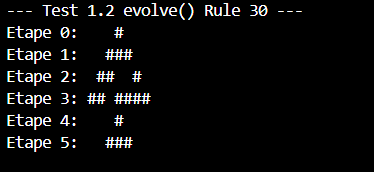 --- Test 1.2 evolve() Rule 30 ---
Etape 0:    #
Etape 1:   ###
Etape 2:  ##  #
Etape 3: ## ####
Etape 4:    #
Etape 5:   ###